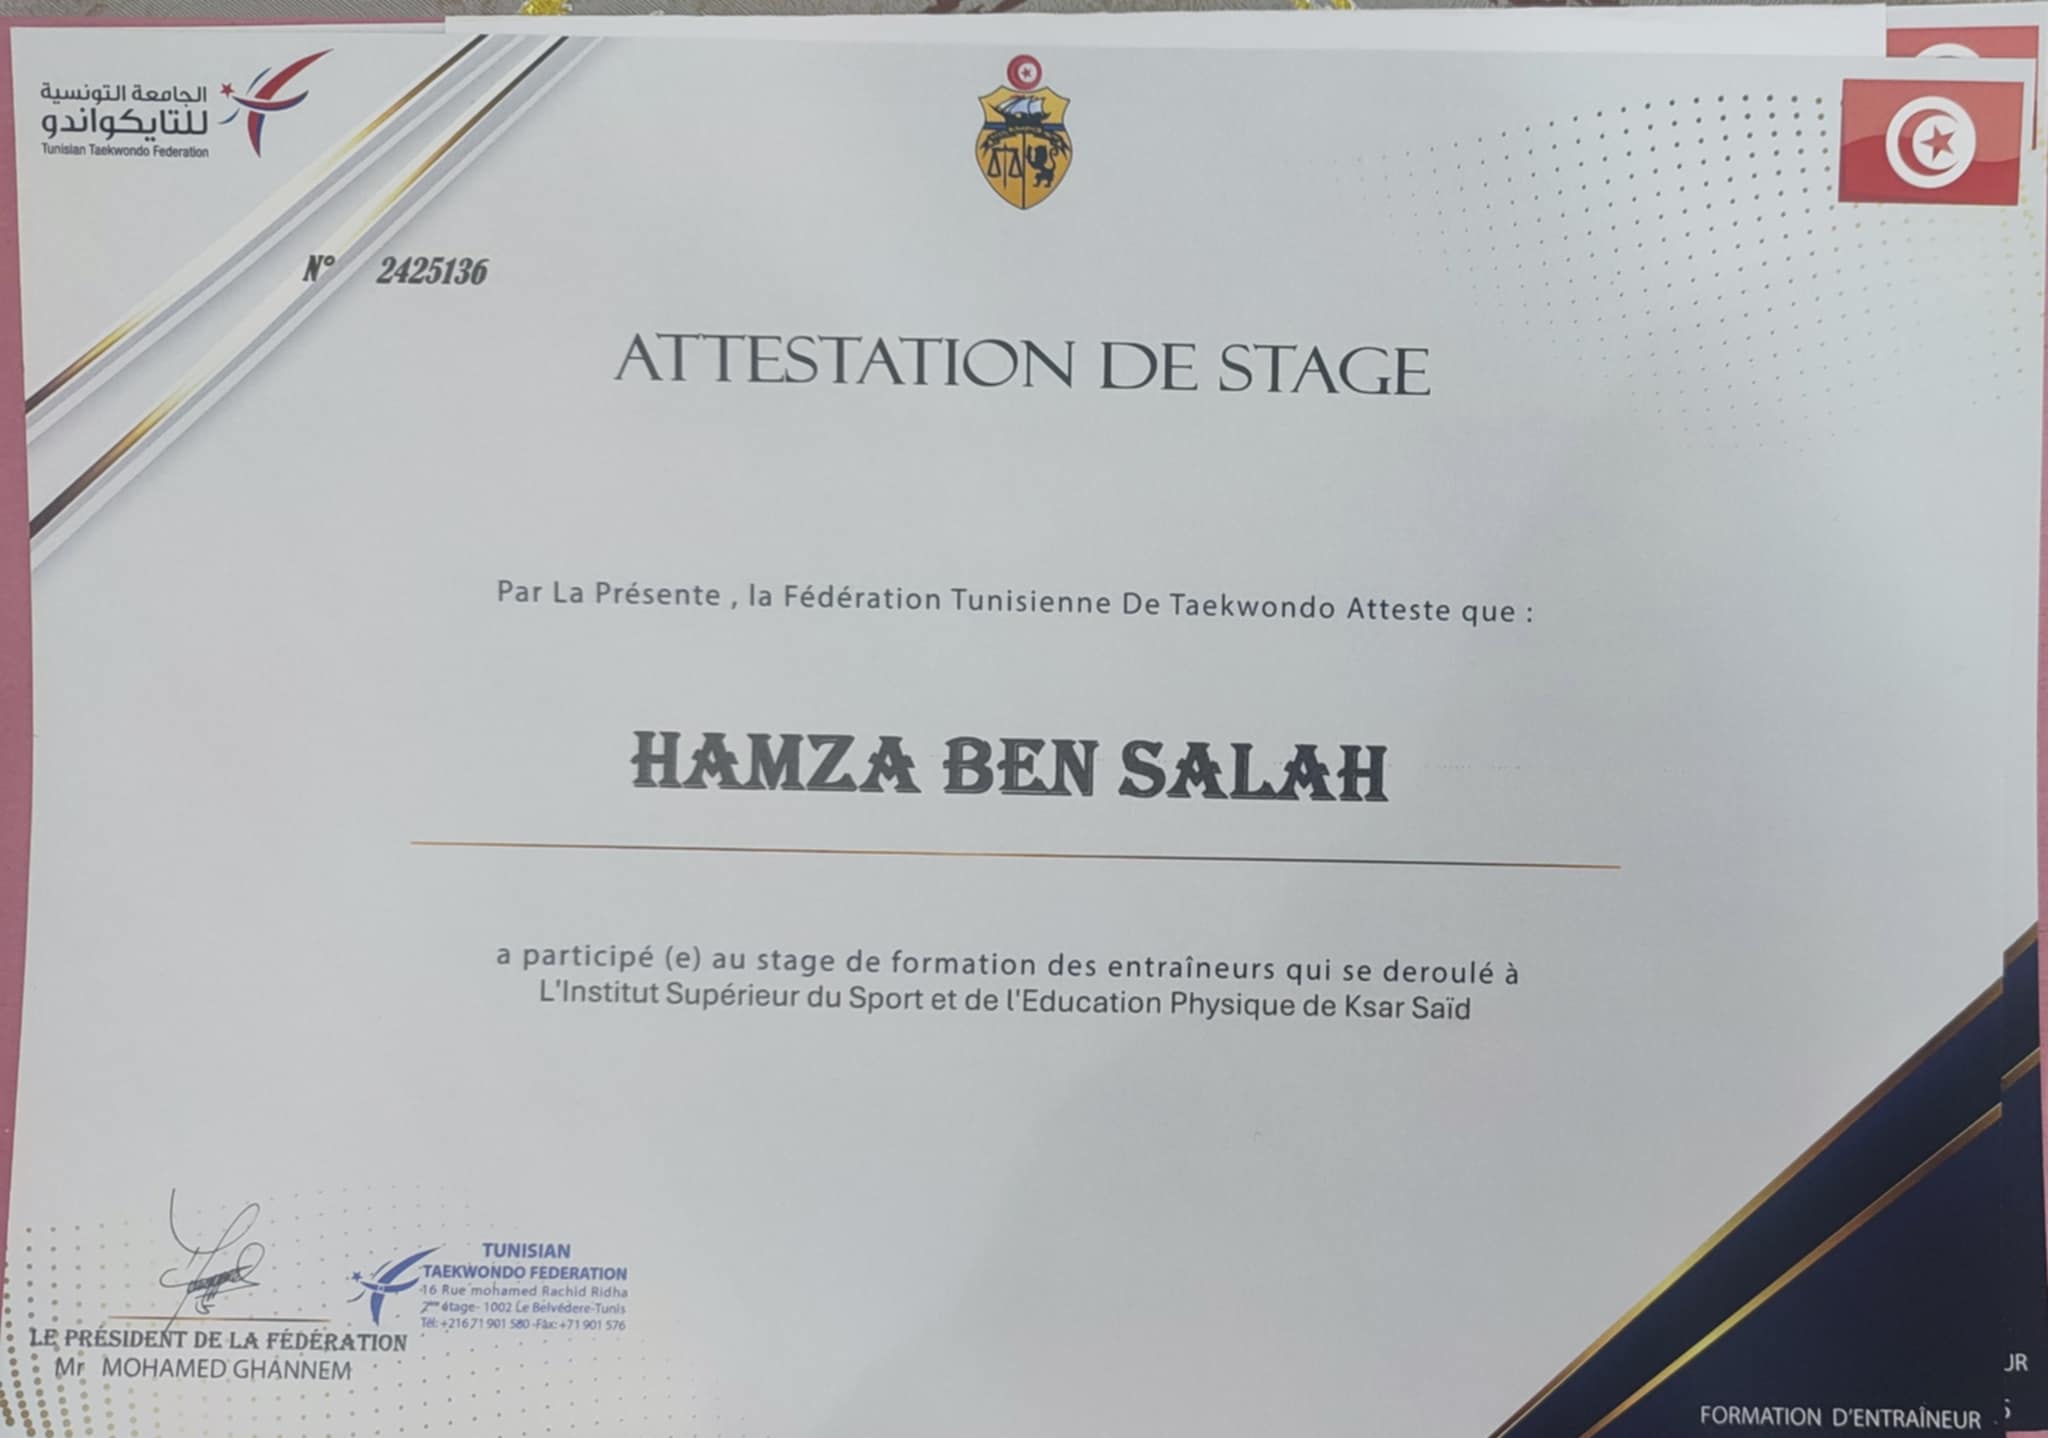 الجامعة التونسية
للتايكواندو
Tunisian Taekwondo Federation
N° 2425136
ATTESTATION DE STAGE
Par La Présente , la Fédération Tunisienne De Taekwondo Atteste que :
HAMZA BEN SALAH
a participé (e) au stage de formation des entraîneurs qui se deroulé à
L'Institut Supérieur du Sport et de l'Education Physique de Ksar Saïd
TUNISIAN
TAEKWONDO FEDERATION
16 Rue mohamed Rachid Ridha
2ème étage- 1002 Le Belvédere-Tunis
Tél: +216 71 901 580 -Fax: +71 901 576
LE PRÉSIDENT DE LA FÉDÉRATION
Mr MOHAMED GHANNEM
UR
FORMATION D'ENTRAÎNEUR